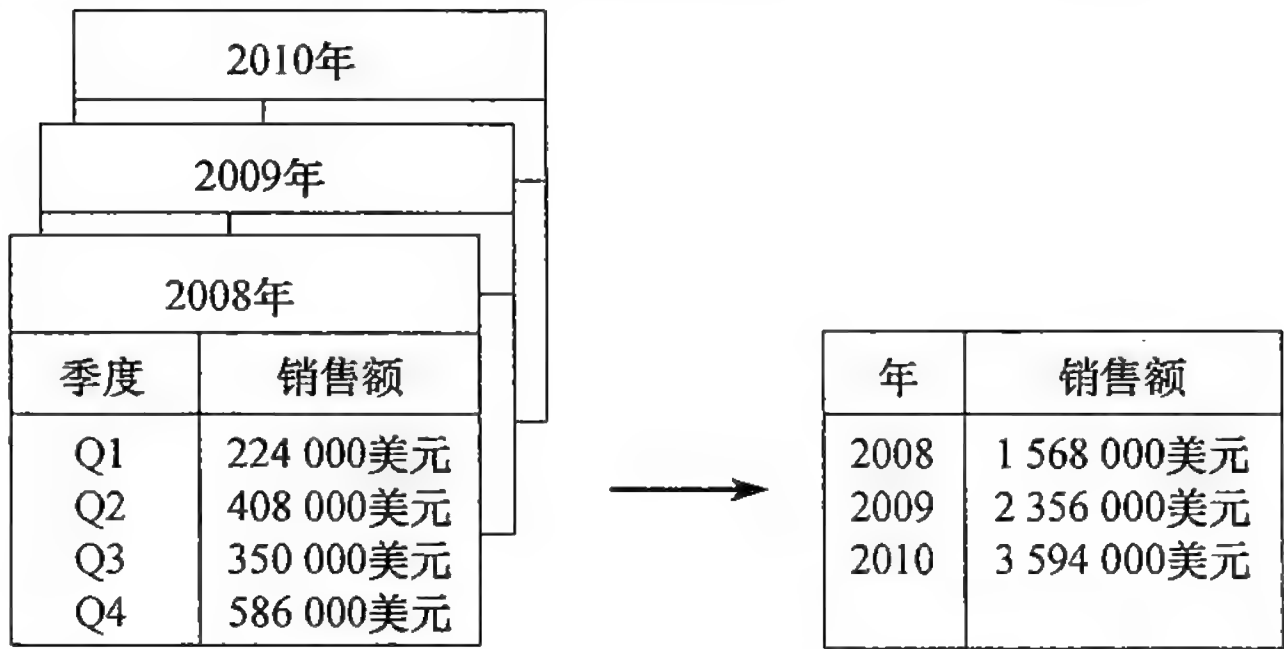 2010年
2009年
2008年
季度 销售额
Q1 224 000美元
Q2 408 000美元
Q3 350 000美元
Q4 586 000美元
年 销售额
2008 1 568 000美元
2009 2 356 000美元
2010 3 594 000美元